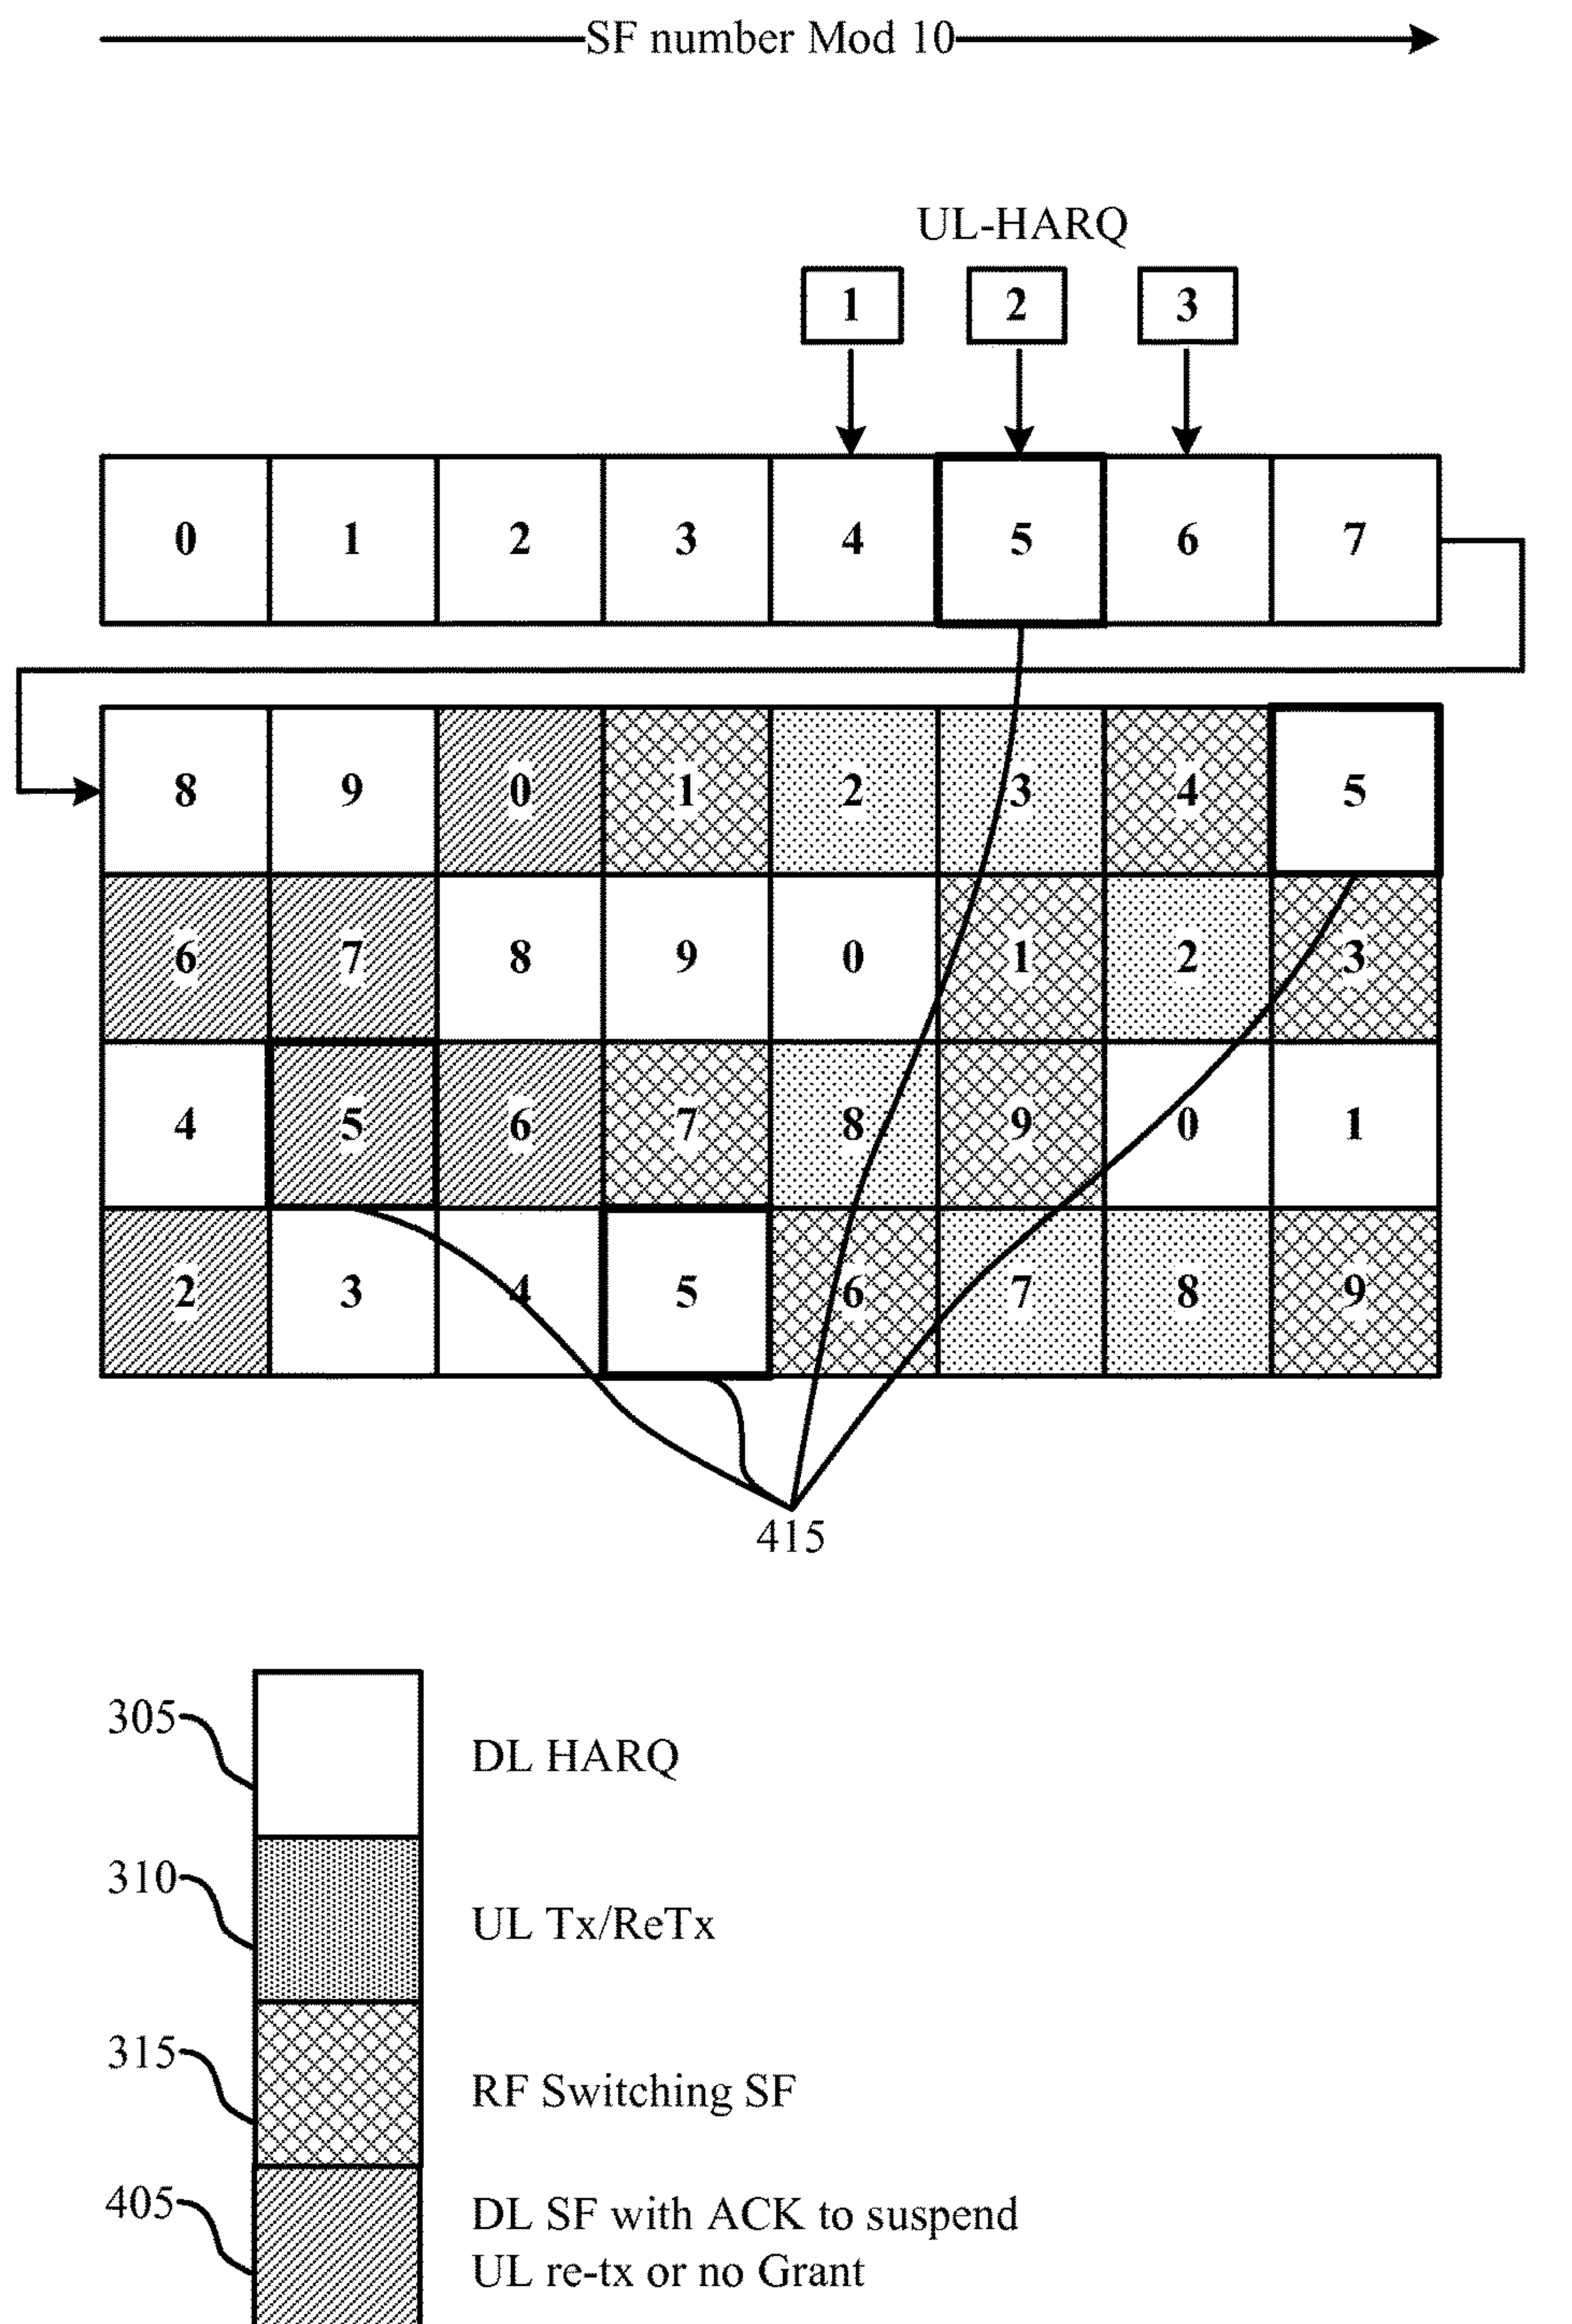 SF number Mod 10
UL-HARQ
1 2 3
0 1 2 3 4 5 6 7
8 9 0 1 2 3 4 5
6 7 8 9 0 1 2 3
4 5 6 7 8 9 0 1
2 3 4 5 6 7 8 9
415
305
DL HARQ
310
UL Tx/ReTx
315
RF Switching SF
405
DL SF with ACK to suspend
UL re-tx or no Grant